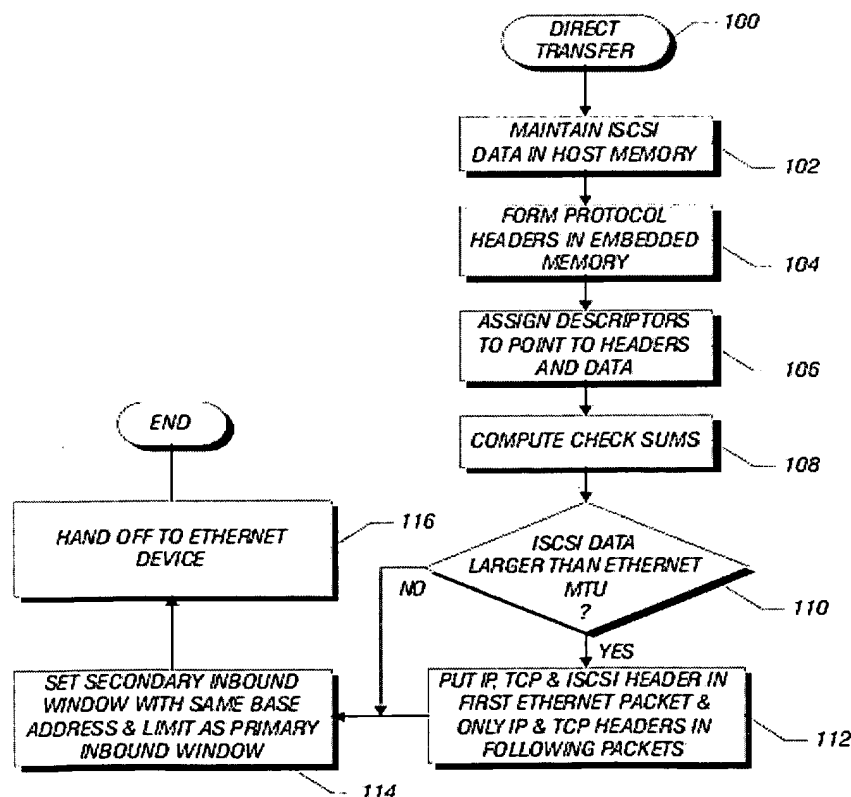 DIRECT
TRANSFER
100
MAINTAIN ISCSI
DATA IN HOST MEMORY
102
FORM PROTOCOL
HEADERS IN EMBEDDED
MEMORY
104
ASSIGN DESCRIPTORS
TO POINT TO HEADERS
AND DATA
106
COMPUTE CHECK SUMS
108
ISCSI DATA
LARGER THAN ETHERNET
MTU
?
110
NO
YES
PUT IP, TCP & ISCSI HEADER IN
FIRST ETHERNET PACKET &
ONLY IP & TCP HEADERS IN
FOLLOWING PACKETS
112
SET SECONDARY INBOUND
WINDOW WITH SAME BASE
ADDRESS & LIMIT AS PRIMARY
INBOUND WINDOW
114
HAND OFF TO ETHERNET
DEVICE
116
END